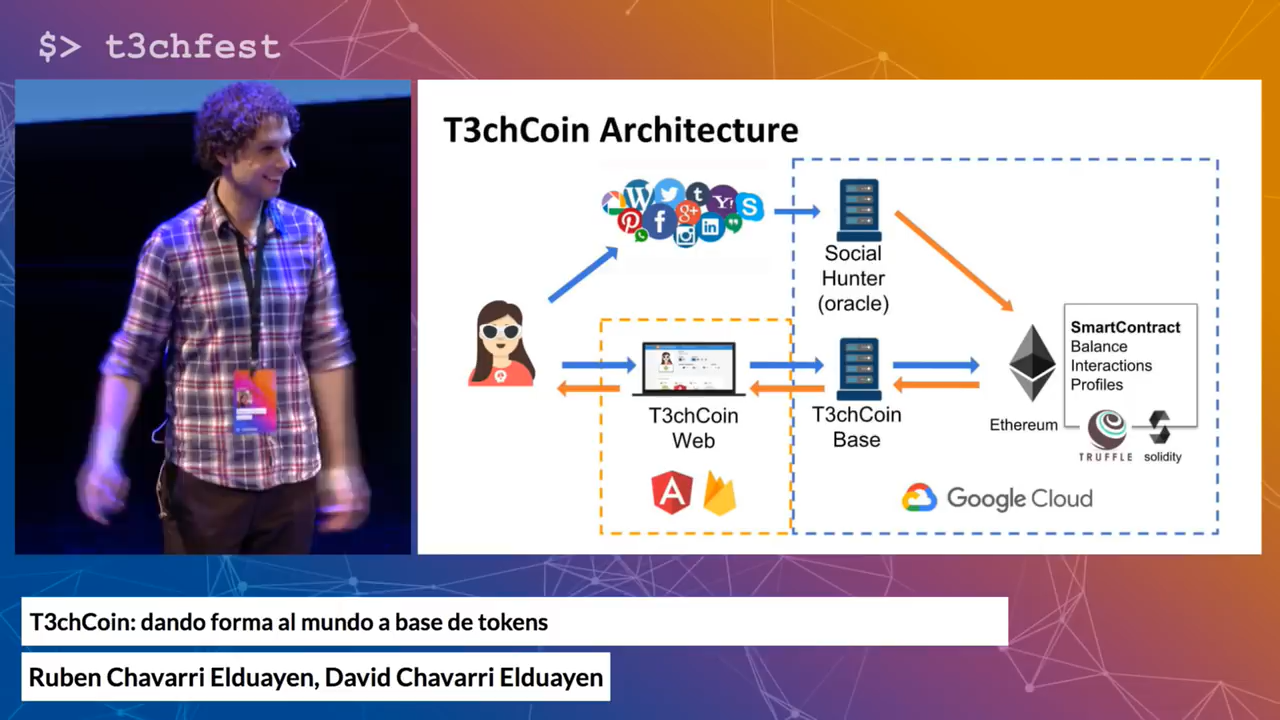 $> t3chfest
T3chCoin Architecture
Social
Hunter
(oracle)
SmartContract
Balance
Interactions
Profiles
T3chCoin
Web
T3chCoin
Base
Ethereum
TRUFFLE
solidity
Google Cloud
T3chCoin: dando forma al mundo a base de tokens
Ruben Chavarri Elduayen, David Chavarri Elduayen